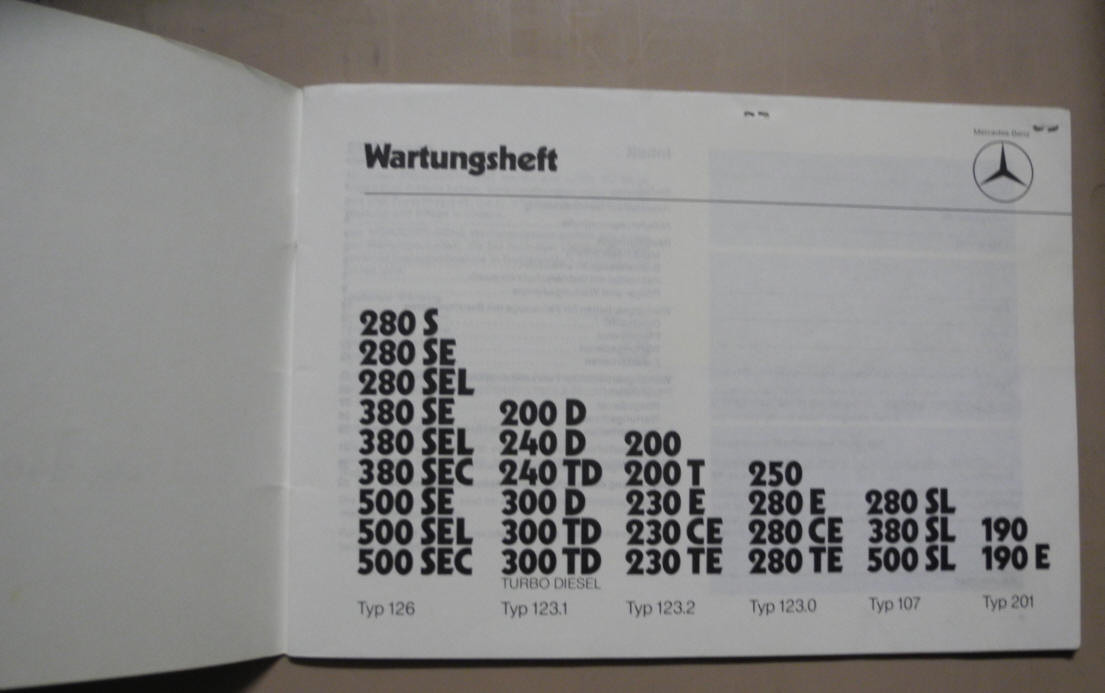 Wartungsheft
Mercedes-Benz
280 S
280 SE
280 SEL
380 SE
380 SEL
380 SEC
500 SE
500 SEL
500 SEC
Typ 126
200 D
240 D
240 TD
300 D
300 TD
300 TD
TURBO DIESEL
Typ 123.1
200
200 T
230 E
230 CE
230 TE
Typ 123.2
250
280 E
280 CE
280 TE
Typ 123.0
280 SL
380 SL
500 SL
Typ 107
190
190 E
Typ 201